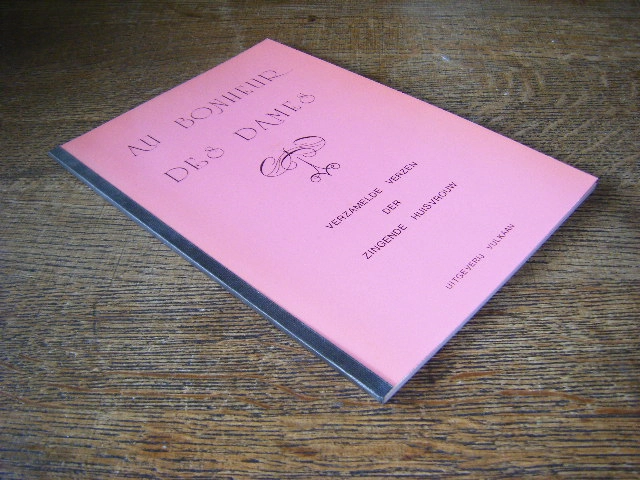 AU BONHEUR
DES DAMES
VERZAMELDE VERZEN
DER
ZINGENDE HUISVROUW
UITGEVERIJ VULKAAN